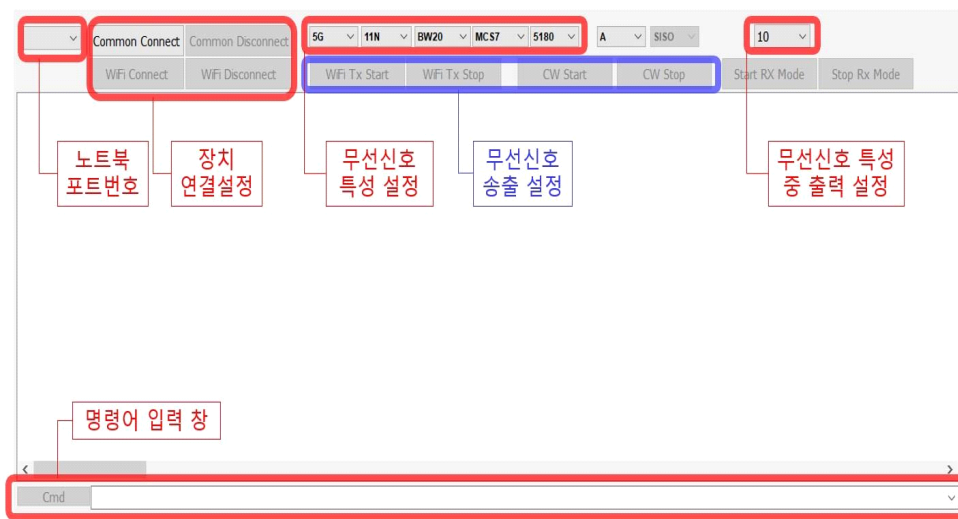 Common Connect Common Disconnect 5G 11N BW20 MCS7 5180 A SISO 10
WiFi Connect WiFi Disconnect WiFi Tx Start WiFi Tx Stop CW Start CW Stop Start RX Mode Stop Rx Mode
노트북
포트번호
장치
연결설정
무선신호
특성 설정
무선신호
송출 설정
무선신호 특성
중 출력 설정
명령어 입력 창
Cmd